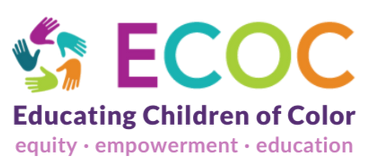 ECOC
Educating Children of Color
equity · empowerment · education